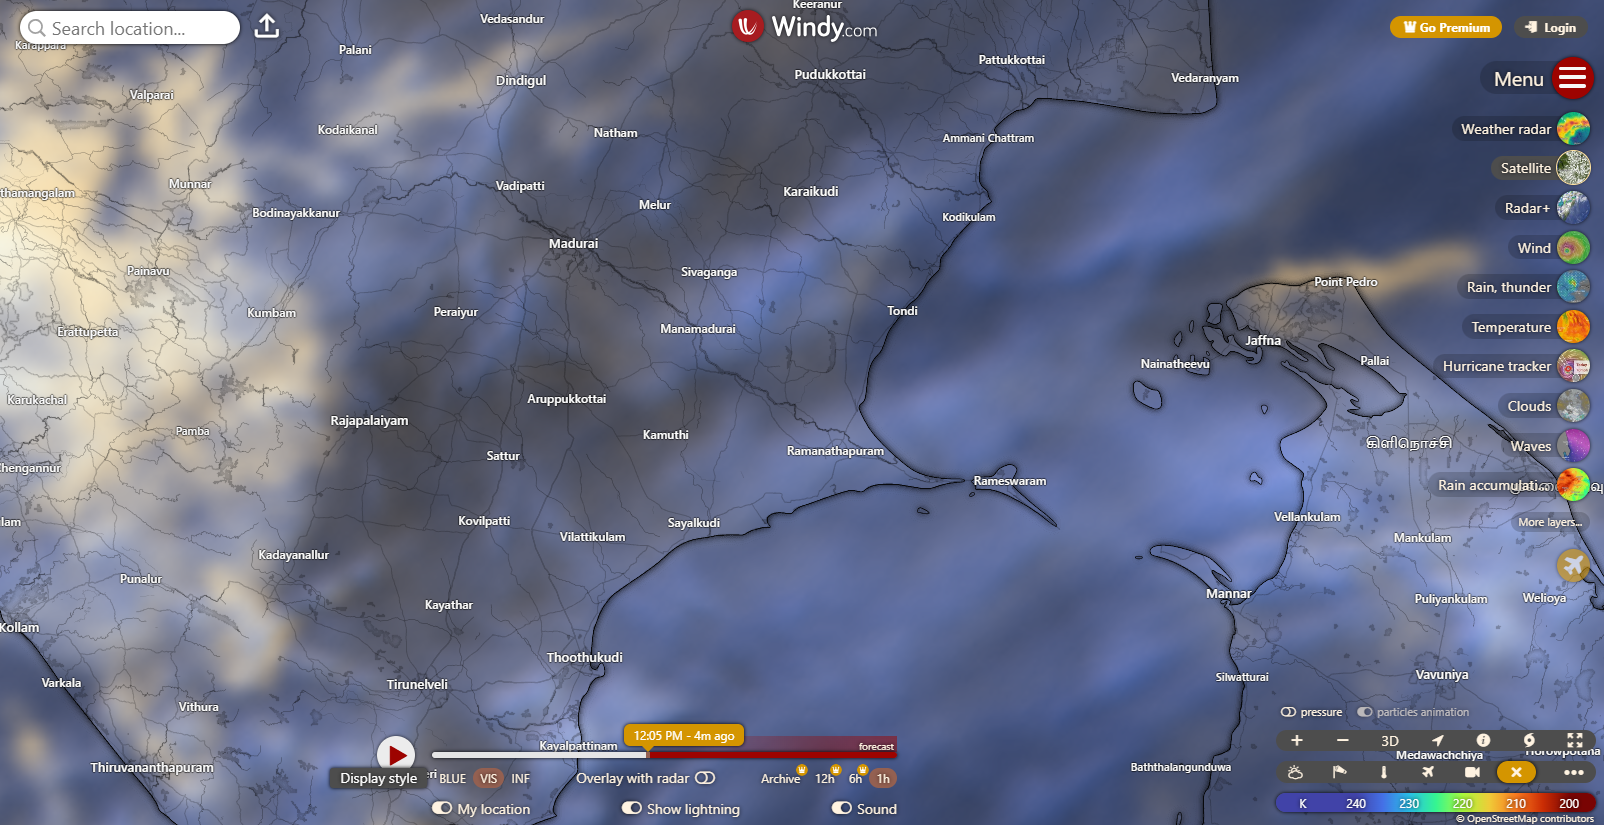 Search location...
Windy.com
Go Premium
Login
Menu
Weather radar
Satellite
Radar+
Wind
Rain, thunder
Temperature
Hurricane tracker
Clouds
Waves
Rain accumulati
More layers...
Keeranur
Vedasandur
Karappara
Palani
Pattukkottai
Dindigul
Pudukkottai
Vedaranyam
Valparai
Kodaikanal
Natham
Ammani Chattram
Munnar
Vadipatti
Karaikudi
thamangalam
Melur
Bodinayakkanur
Kodikulam
Madurai
Painavu
Sivaganga
Point Pedro
Kumbam
Peraiyur
Tondi
Erattupetta
Manamadurai
Jaffna
Nainatheevu
Pallai
Karukachal
Aruppukkottai
Rajapalaiyam
Pamba
Kamuthi
கிளிநொச்சி
Sattur
Ramanathapuram
Chengannur
Rameswaram
Vellankulam
lam
Kovilpatti
Sayalkudi
Vilattikulam
Mankulam
Kadayanallur
Punalur
Mannar
Puliyankulam
Welioya
Kayathar
Kollam
Thoothukudi
Varkala
Tirunelveli
Silwatturai
Vavuniya
Vithura
Kayalpattinam
Thiruvananthapuram
Baththalangunduwa
Medawachchiya
Horowpotana
12:05 PM - 4m ago
forecast
Display style
eri
BLUE
VIS
INF
Overlay with radar
Archive
12h
6h
1h
My location
Show lightning
Sound
pressure
particles animation
3D
K 240 230 220 210 200
© OpenStreetMap contributors